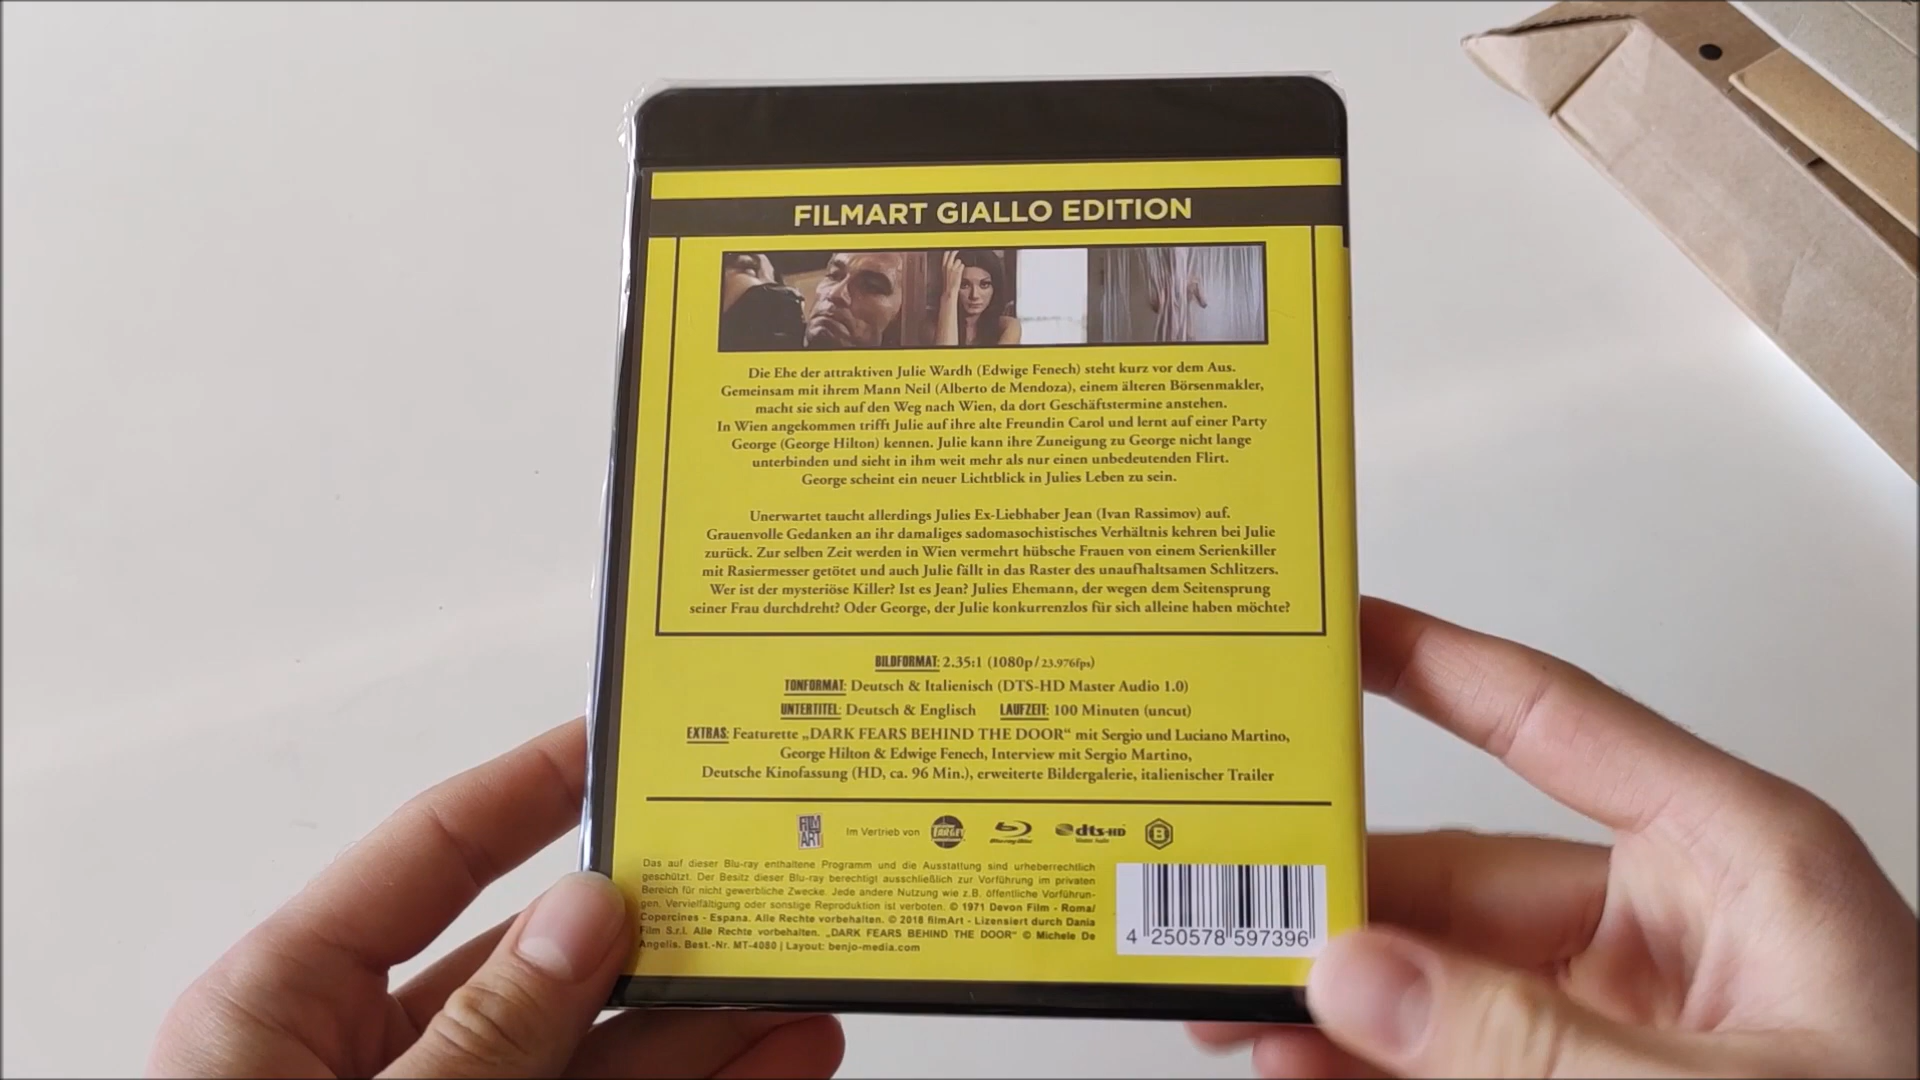 FILMART GIALLO EDITION
Die Ehe der attraktiven Julie Wardh (Edwige Fenech) steht kurz vor dem Aus.
Gemeinsam mit ihrem Mann Neil (Alberto de Mendoza), einem älteren Börsenmakler,
macht sie sich auf den Weg nach Wien, da dort Geschäftstermine anstehen.
In Wien angekommen trifft Julie auf ihre alte Freundin Carol und lernt auf einer Party
George (George Hilton) kennen. Julie kann ihre Zuneigung zu George nicht lange
unterbinden und sieht in ihm weit mehr als nur einen unbedeutenden Flirt.
George scheint ein neuer Lichtblick in Julies Leben zu sein.
Unerwartet taucht allerdings Julies Ex-Liebhaber Jean (Ivan Rassimov) auf.
Grauenvolle Gedanken an ihr damaliges sadomasochistisches Verhältnis kehren bei Julie
zurück. Zur selben Zeit werden in Wien vermehrt hübsche Frauen von einem Serienkiller
mit Rasiermesser getötet und auch Julie fällt in das Raster des unaufhaltsamen Schlitzers.
Wer ist der mysteriöse Killer? Ist es Jean? Julies Ehemann, der wegen dem Seitensprung
seiner Frau durchdreht? Oder George, der Julie konkurrenzlos für sich alleine haben möchte?
BILDFORMAT: 2.35:1 (1080p/23.976fps)
TONFORMAT: Deutsch & Italienisch (DTS-HD Master Audio 1.0)
UNTERTITEL: Deutsch & Englisch LAUFZEIT: 100 Minuten (uncut)
EXTRAS: Featurette „DARK FEARS BEHIND THE DOOR“ mit Sergio und Luciano Martino,
George Hilton & Edwige Fenech, Interview mit Sergio Martino,
Deutsche Kinofassung (HD, ca. 96 Min.), erweiterte Bildergalerie, italienischer Trailer
FILM ART Im Vertrieb von TARGET Blu-ray Disc dts-HD Master Audio B
Das auf dieser Blu-ray enthaltene Programm und die Ausstattung sind urheberrechtlich
geschützt. Der Besitz dieser Blu-ray berechtigt ausschließlich zur Vorführung im privaten
Bereich für nicht gewerbliche Zwecke. Jede andere Nutzung wie z.B. öffentliche Vorführun-
gen, Vervielfältigung oder sonstige Reproduktion ist verboten. © 1971 Devon Film - Roma/
Copercines - Espana. Alle Rechte vorbehalten. © 2018 filmArt - Lizensiert durch Dania
Film S.r.l. Alle Rechte vorbehalten. „DARK FEARS BEHIND THE DOOR“ © Michele De
Angelis. Best.-Nr. MT-4080 | Layout: benjo-media.com
4 250578 597396